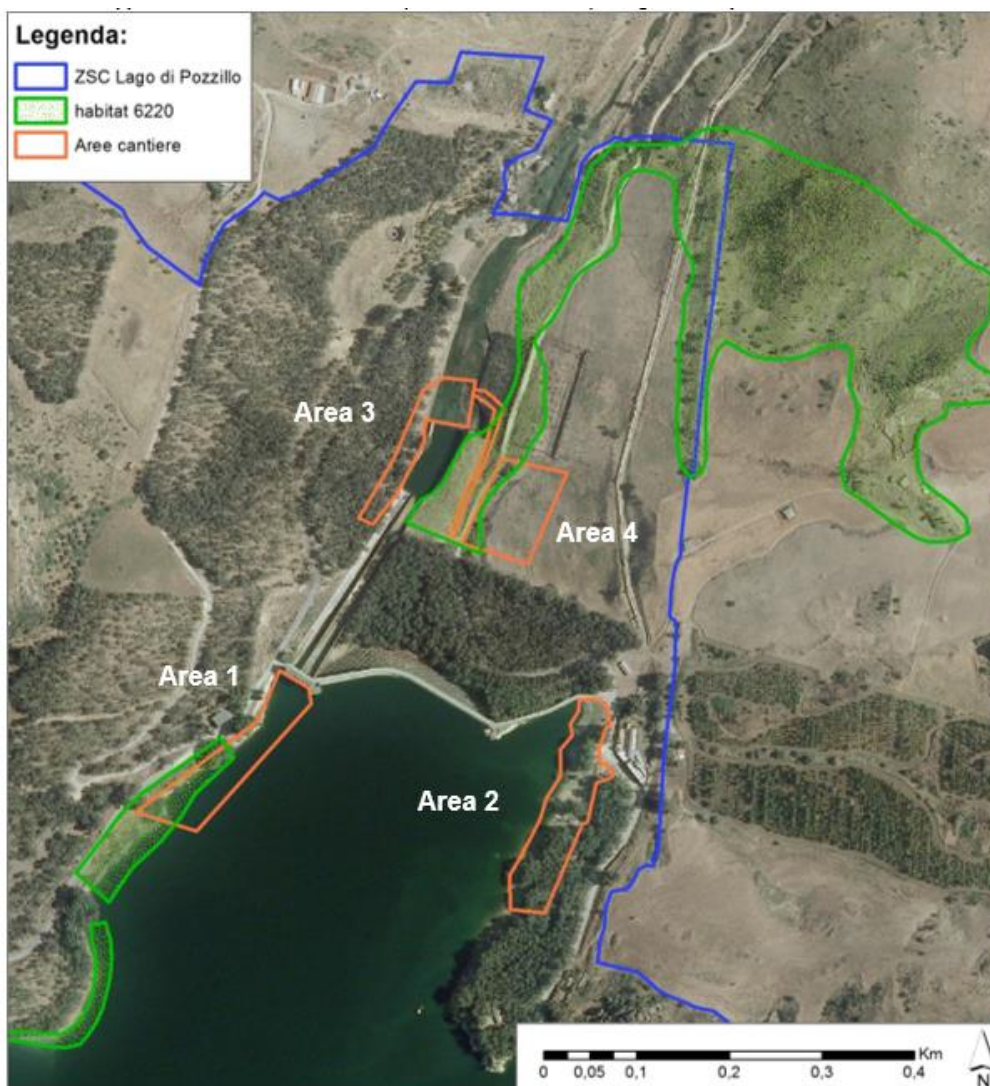 Legenda:
ZSC Lago di Pozzillo
habitat 6220
Aree cantiere
Area 3
Area 4
Area 1
Area 2
Km
0 0,05 0,1 0,2 0,3 0,4
N